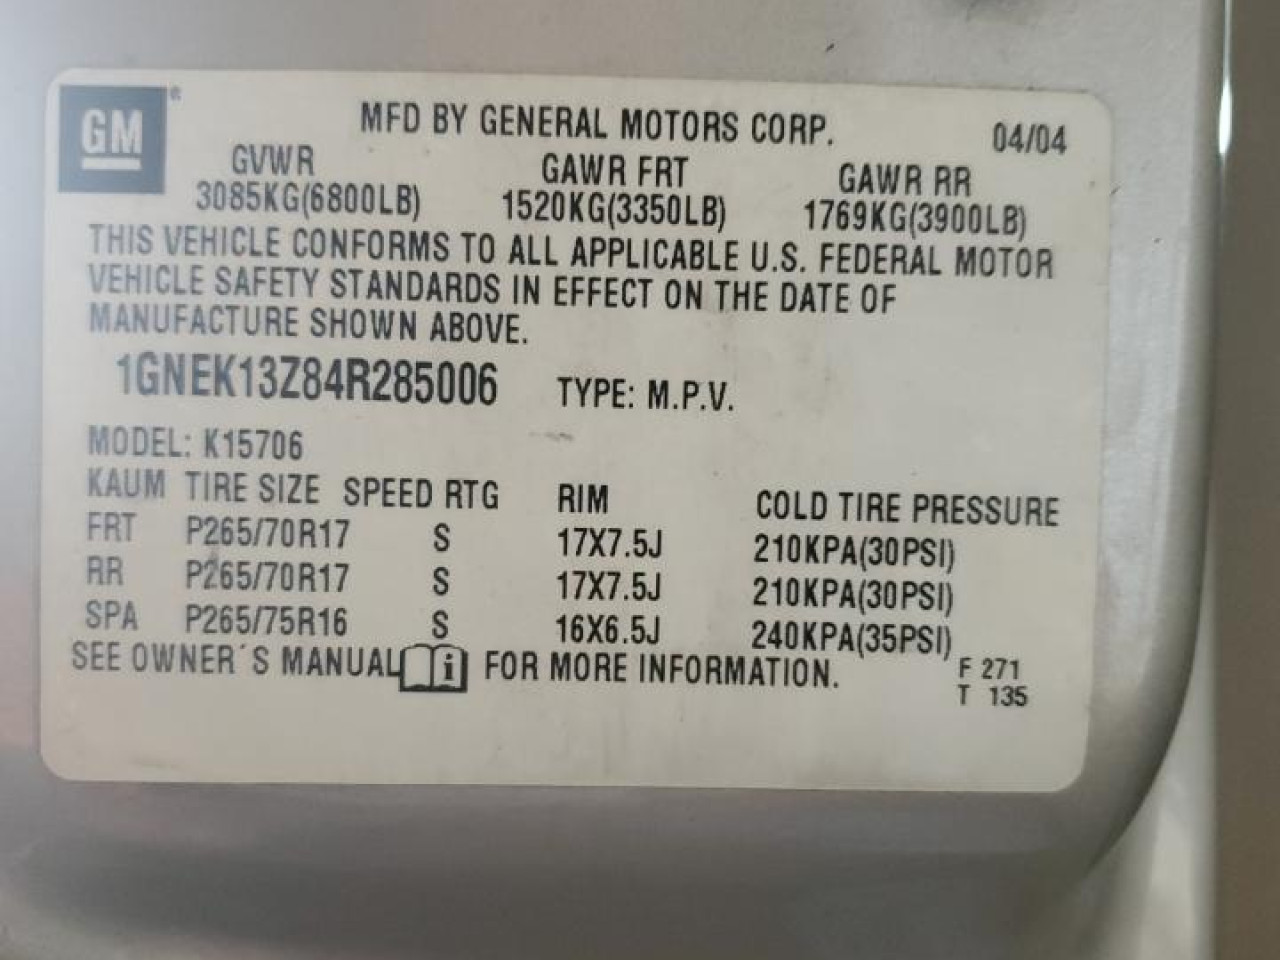 GM®
MFD BY GENERAL MOTORS CORP. 04/04
GVWR GAWR FRT GAWR RR
3085KG(6800LB) 1520KG(3350LB) 1769KG(3900LB)
THIS VEHICLE CONFORMS TO ALL APPLICABLE U.S. FEDERAL MOTOR
VEHICLE SAFETY STANDARDS IN EFFECT ON THE DATE OF
MANUFACTURE SHOWN ABOVE.
1GNEK13Z84R285006 TYPE: M.P.V.
MODEL: K15706
KAUM TIRE SIZE SPEED RTG RIM COLD TIRE PRESSURE
FRT P265/70R17 S 17X7.5J 210KPA(30PSI)
RR P265/70R17 S 17X7.5J 210KPA(30PSI)
SPA P265/75R16 S 16X6.5J 240KPA(35PSI)
SEE OWNER´S MANUAL i FOR MORE INFORMATION.
F 271
T 135